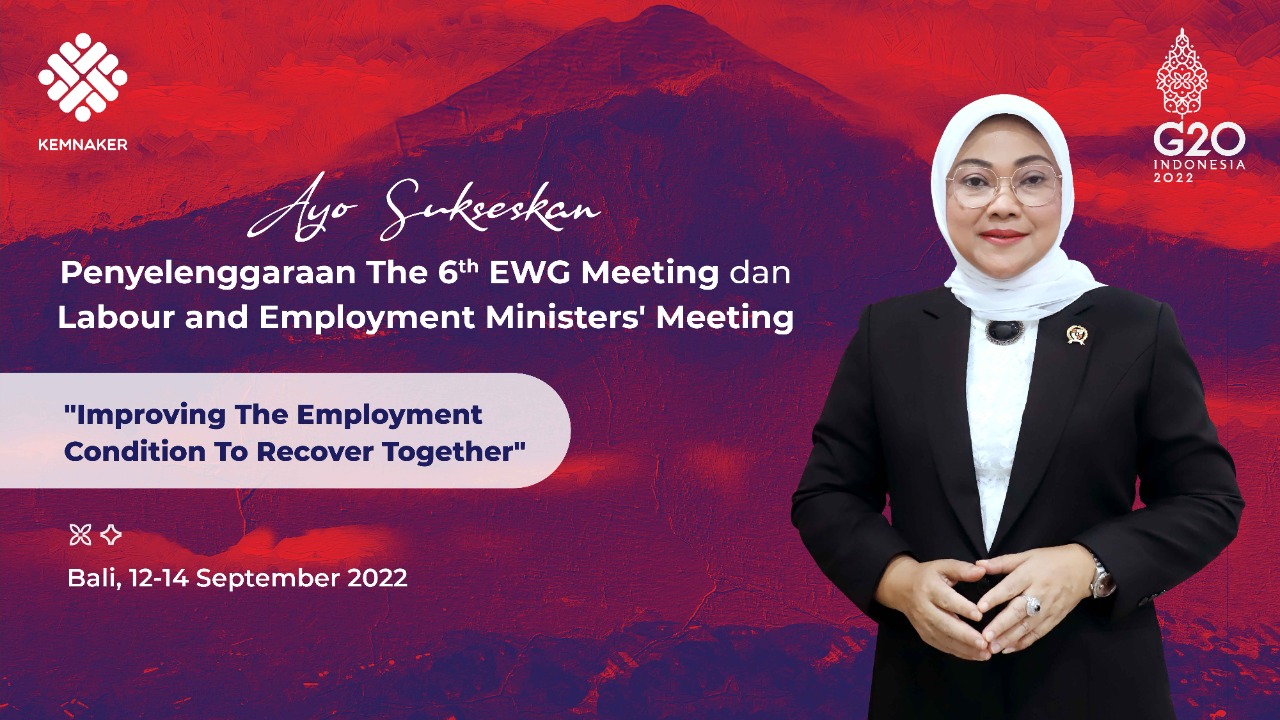 KEMNAKER
G20
INDONESIA
2022
Ayo Sukseskan
Penyelenggaraan The 6th EWG Meeting dan
Labour and Employment Ministers' Meeting
"Improving The Employment
Condition To Recover Together"
Bali, 12-14 September 2022